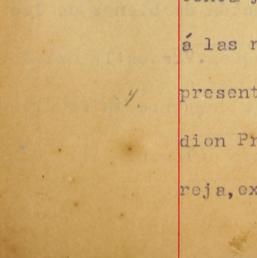 á las
present
dion Pr
reja, ex